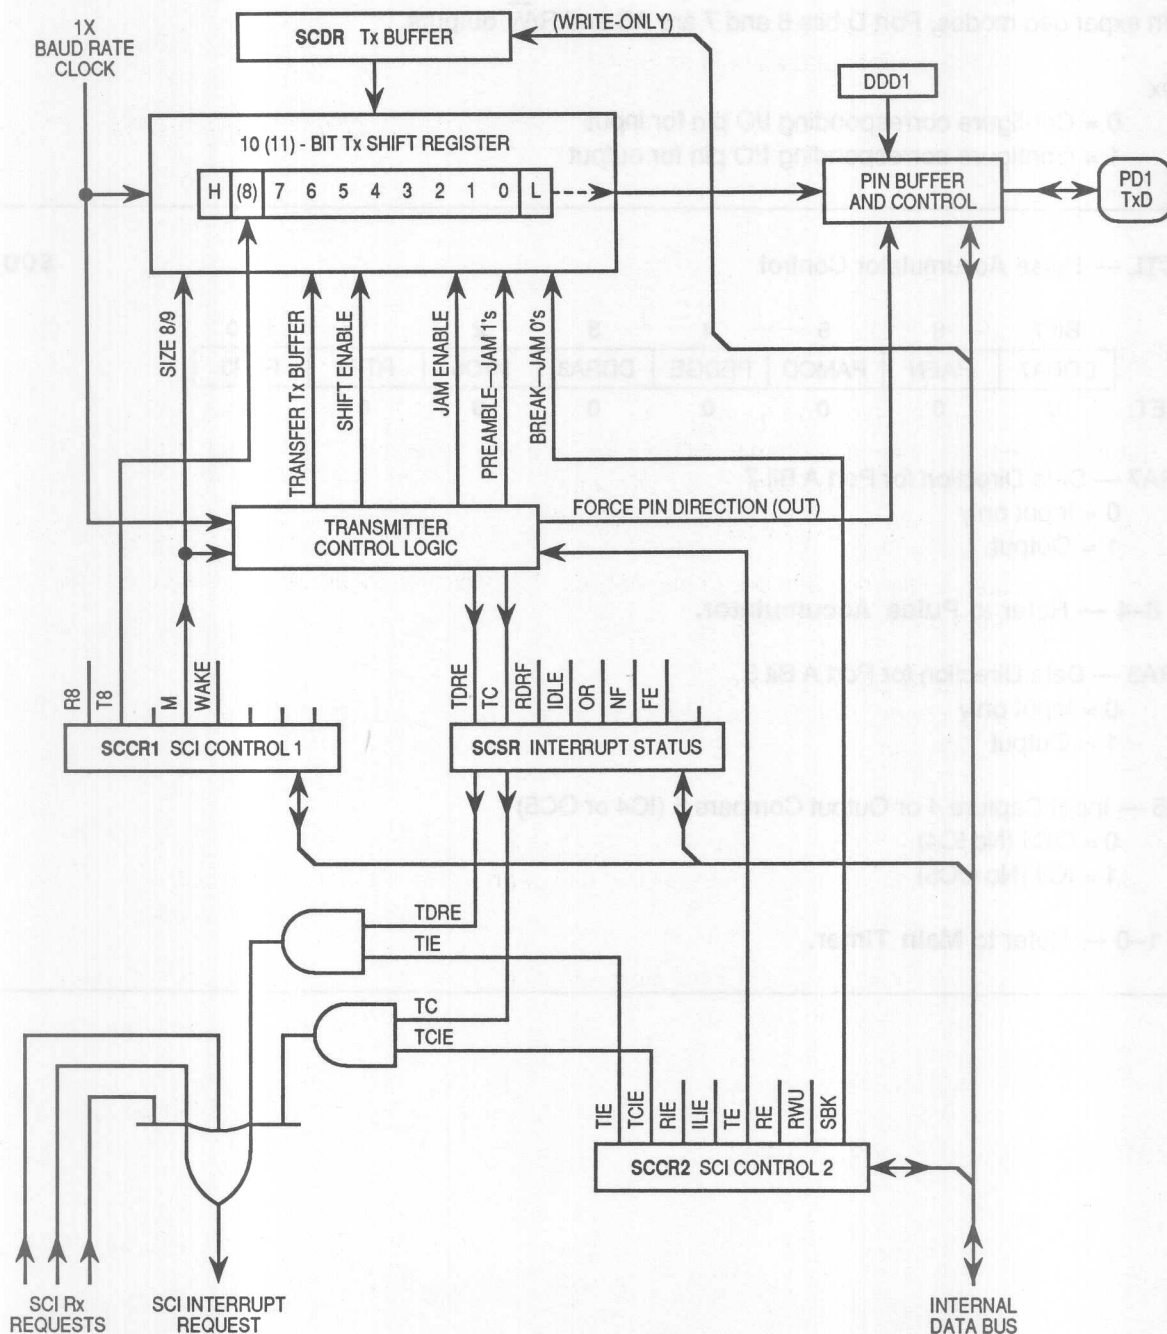 1X
BAUD RATE
CLOCK
SCDR Tx BUFFER
(WRITE-ONLY)
DDD1
10 (11) - BIT Tx SHIFT REGISTER
H (8) 7 6 5 4 3 2 1 0 L
PIN BUFFER
AND CONTROL
PD1
TxD
SIZE 8/9
TRANSFER Tx BUFFER
SHIFT ENABLE
JAM ENABLE
PREAMBLE—JAM 1's
BREAK—JAM 0's
TRANSMITTER
CONTROL LOGIC
FORCE PIN DIRECTION (OUT)
R8
T8
M
WAKE
TDRE
TC
RDRF
IDLE
OR
NF
FE
SCCR1 SCI CONTROL 1
SCSR INTERRUPT STATUS
TDRE
TIE
TC
TCIE
TIE
TCIE
RIE
ILIE
TE
RE
RWU
SBK
SCCR2 SCI CONTROL 2
SCI Rx
REQUESTS
SCI INTERRUPT
REQUEST
INTERNAL
DATA BUS